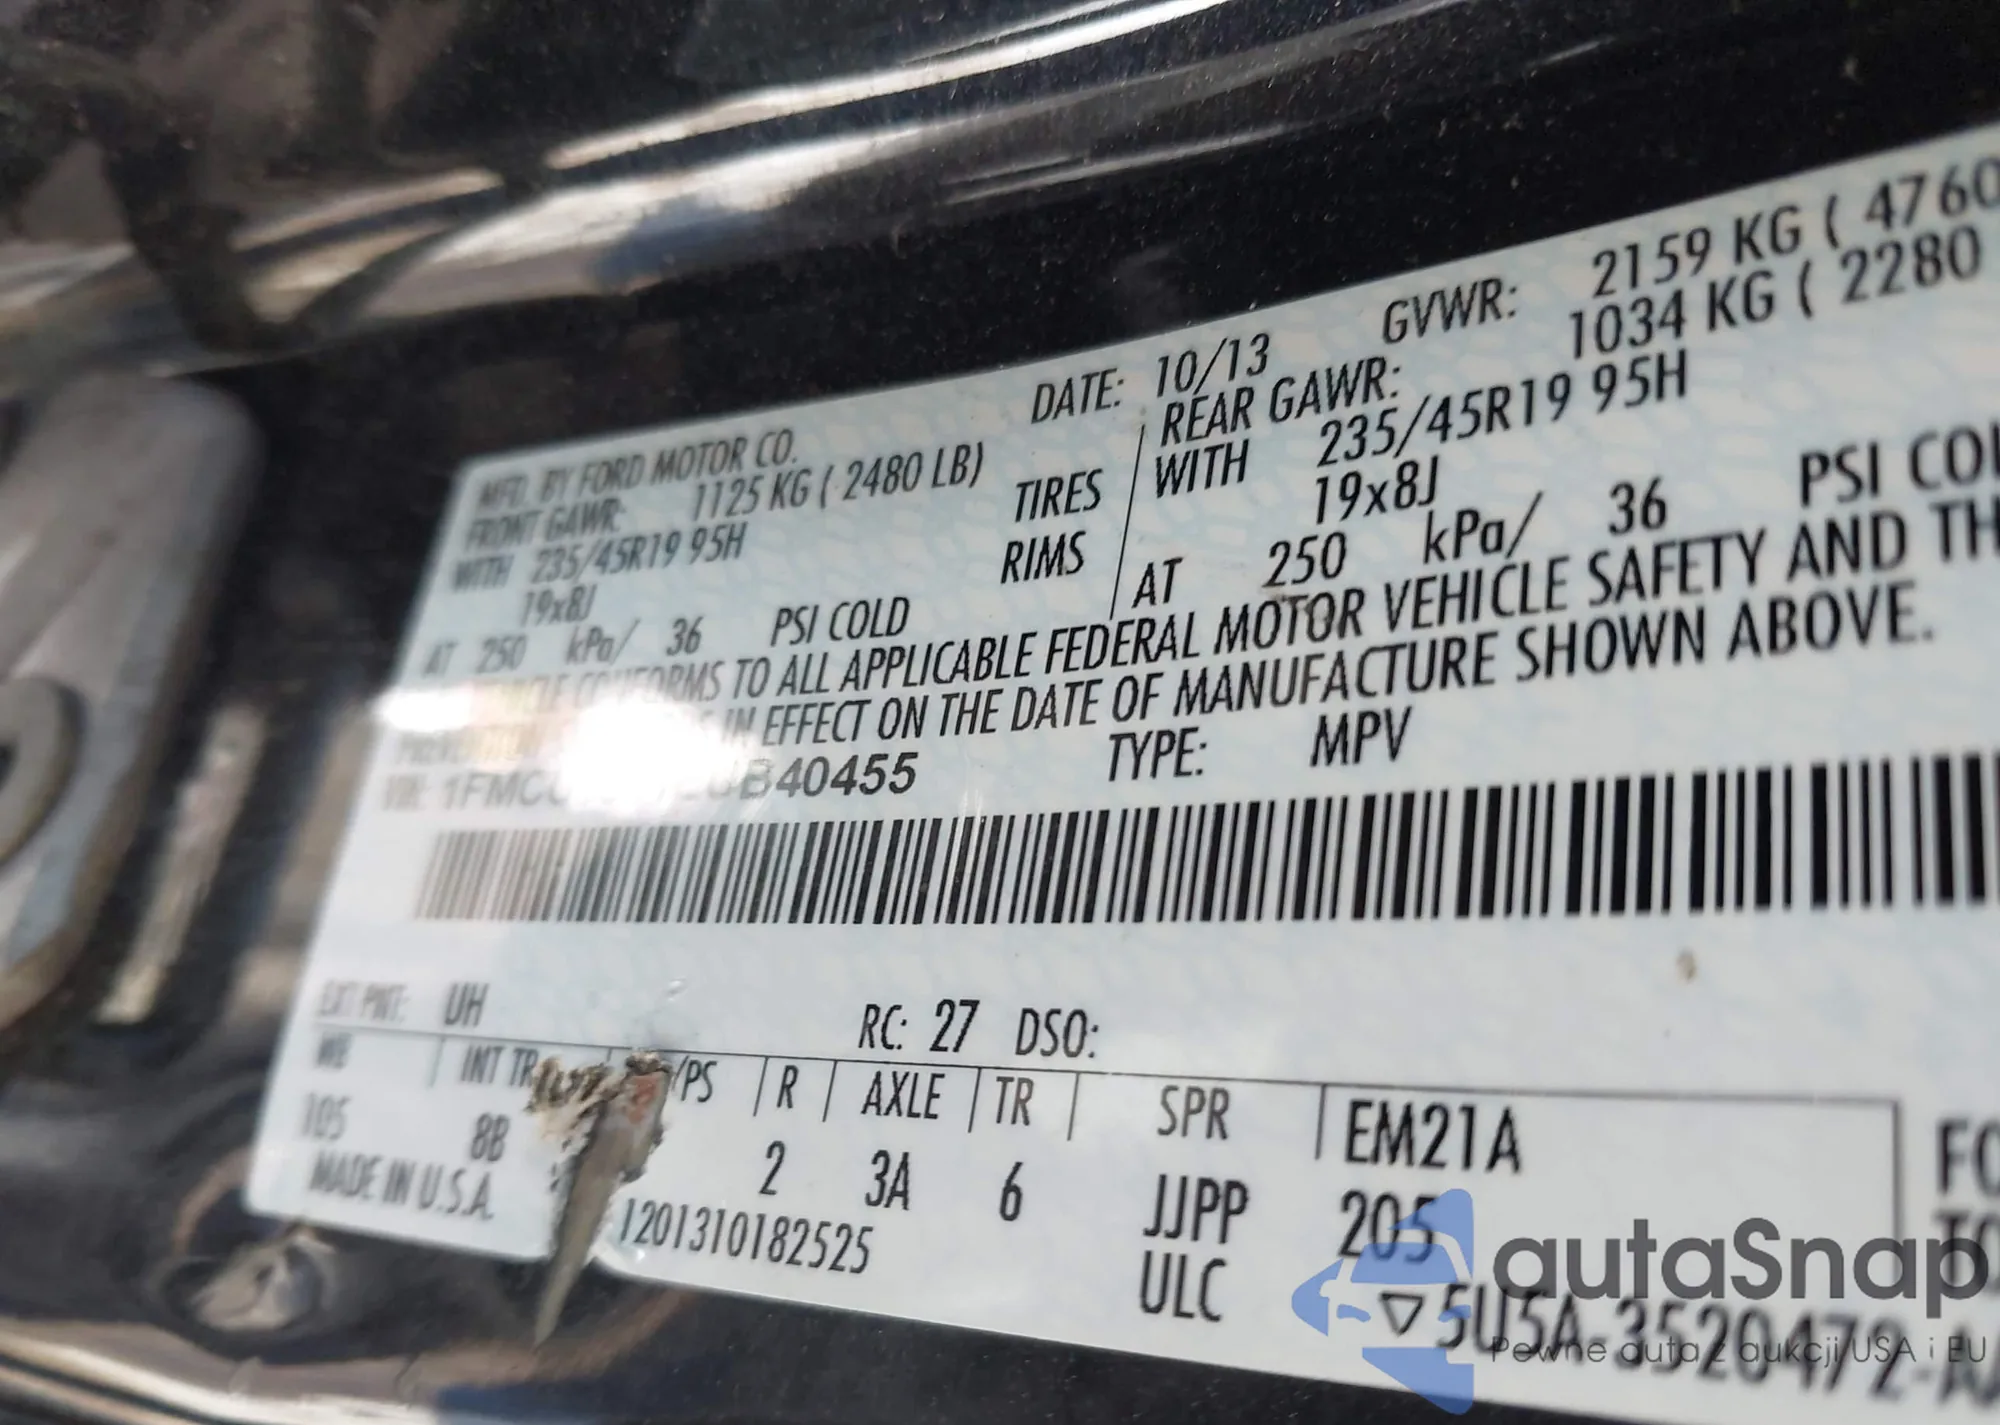 MFD. BY FORD MOTOR CO.
DATE: 10/13
GVWR: 2159 KG ( 4760
FRONT GAWR: 1125 KG ( 2480 LB)
REAR GAWR: 1034 KG ( 2280
WITH 235/45R19 95H
TIRES
WITH 235/45R19 95H
19x8J
RIMS
19x8J
AT 250 kPa/ 36 PSI COLD
AT 250 kPa/ 36 PSI
CONFORMS TO ALL APPLICABLE FEDERAL MOTOR VEHICLE SAFETY AND
IN EFFECT ON THE DATE OF MANUFACTURE SHOWN ABOVE.
VIN:
TYPE: MPV
EXT PNT: UH
RC: 27 DSO:
WB | INT TR /PS | R | AXLE | TR | SPR | EM21A
105 8B 2 3A 6 JJPP 205
MADE IN U.S.A. 1201310182525 ULC
▽ 5U5A-3520472-
autaSnap
Pewne auta z aukcji USA i EU